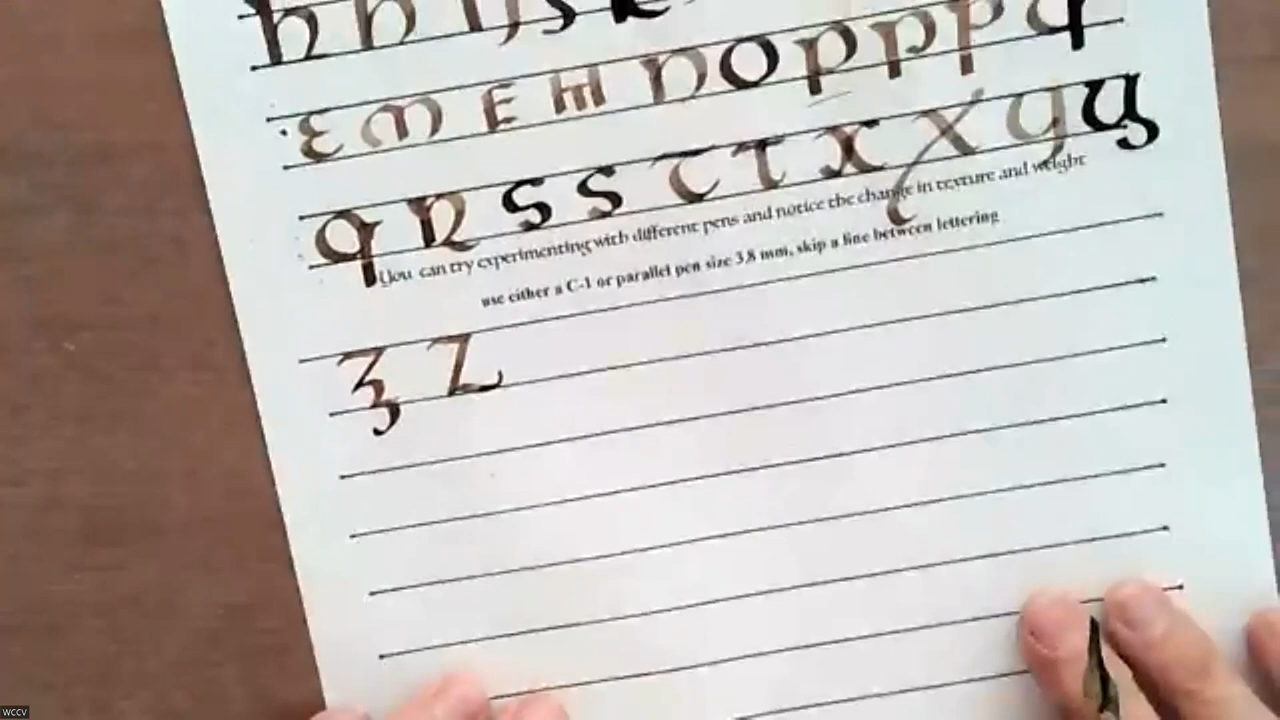 h h
ε m E m n o p p p q
q r s s t t x x y y
You can try experimenting with different pens and notice the change in texture and weight
use either a C-1 or parallel pen size 3.8 mm, skip a line between lettering
z z
WCCV